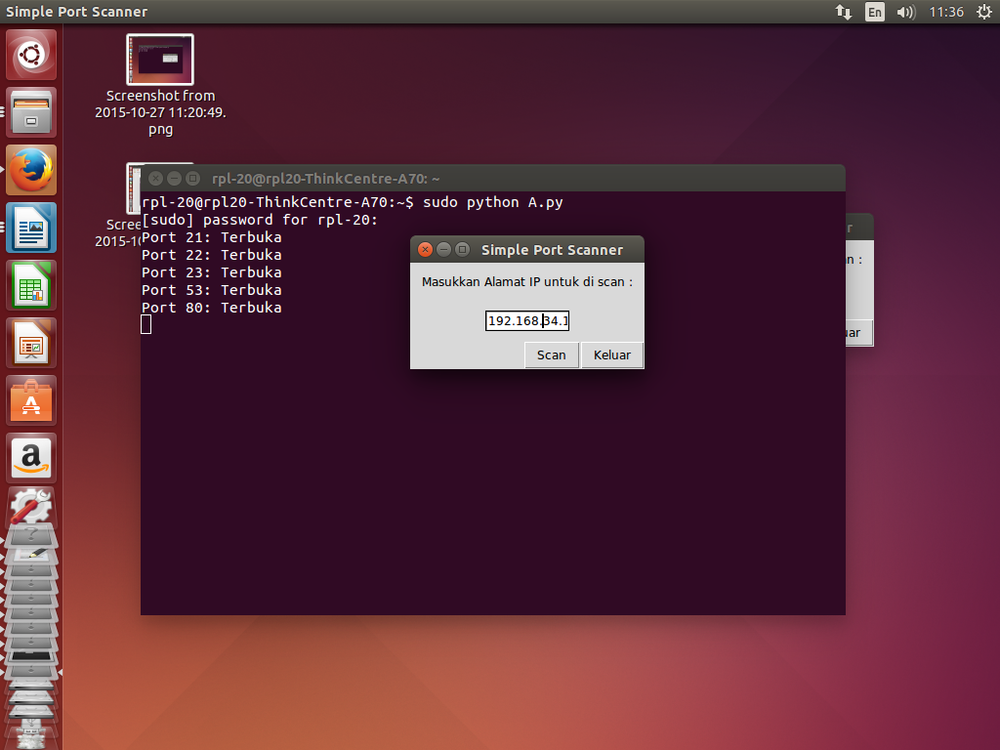 Simple Port Scanner
En
11:36
Screenshot from
2015-10-27 11:20:49.
png
Scree
2015-10
rpl-20@rpl20-ThinkCentre-A70: ~
rpl-20@rpl20-ThinkCentre-A70:~$ sudo python A.py
[sudo] password for rpl-20:
Port 21: Terbuka
Port 22: Terbuka
Port 23: Terbuka
Port 53: Terbuka
Port 80: Terbuka
Simple Port Scanner
Masukkan Alamat IP untuk di scan :
192.168.34.1
Scan
Keluar
r
n :
uar